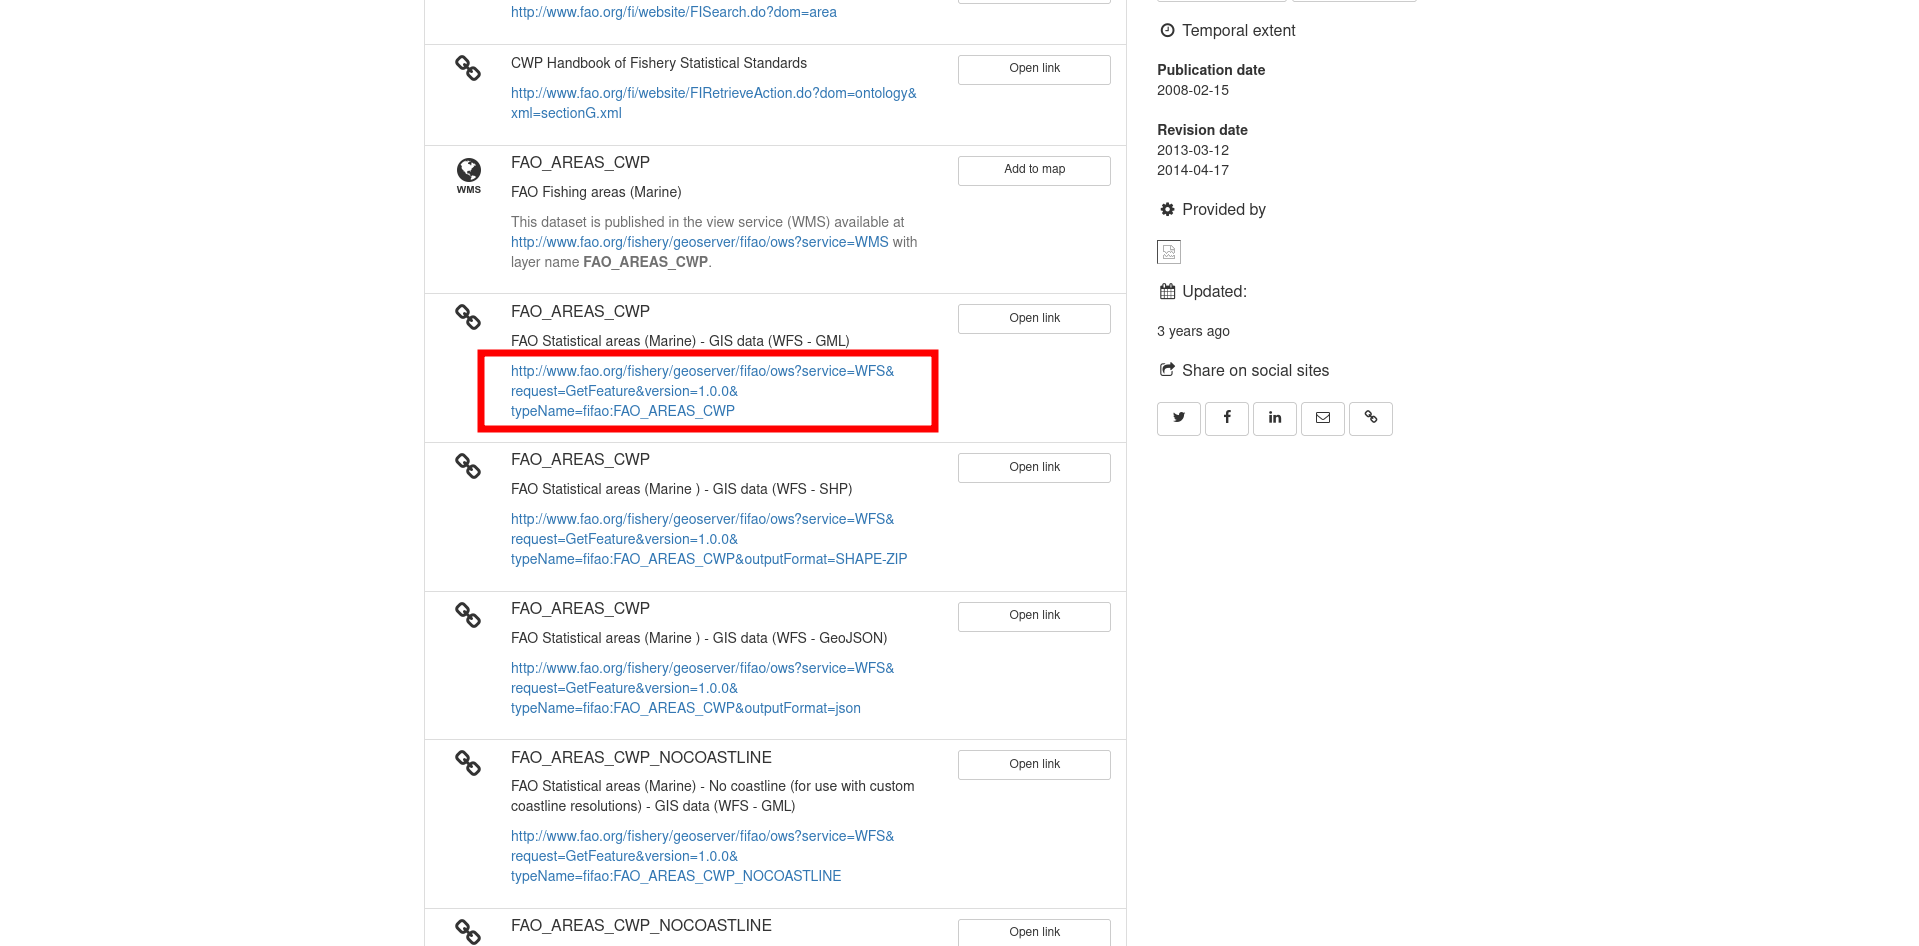 http://www.fao.org/fi/website/FISearch.do?dom=area
CWP Handbook of Fishery Statistical Standards
Open link
http://www.fao.org/fi/website/FIRetrieveAction.do?dom=ontology&
xml=sectionG.xml
WMS
FAO_AREAS_CWP
Add to map
FAO Fishing areas (Marine)
This dataset is published in the view service (WMS) available at
http://www.fao.org/fishery/geoserver/fifao/ows?service=WMS with
layer name FAO_AREAS_CWP.
FAO_AREAS_CWP
Open link
FAO Statistical areas (Marine) - GIS data (WFS - GML)
http://www.fao.org/fishery/geoserver/fifao/ows?service=WFS&
request=GetFeature&version=1.0.0&
typeName=fifao:FAO_AREAS_CWP
FAO_AREAS_CWP
Open link
FAO Statistical areas (Marine ) - GIS data (WFS - SHP)
http://www.fao.org/fishery/geoserver/fifao/ows?service=WFS&
request=GetFeature&version=1.0.0&
typeName=fifao:FAO_AREAS_CWP&outputFormat=SHAPE-ZIP
FAO_AREAS_CWP
Open link
FAO Statistical areas (Marine ) - GIS data (WFS - GeoJSON)
http://www.fao.org/fishery/geoserver/fifao/ows?service=WFS&
request=GetFeature&version=1.0.0&
typeName=fifao:FAO_AREAS_CWP&outputFormat=json
FAO_AREAS_CWP_NOCOASTLINE
Open link
FAO Statistical areas (Marine) - No coastline (for use with custom
coastline resolutions) - GIS data (WFS - GML)
http://www.fao.org/fishery/geoserver/fifao/ows?service=WFS&
request=GetFeature&version=1.0.0&
typeName=fifao:FAO_AREAS_CWP_NOCOASTLINE
FAO_AREAS_CWP_NOCOASTLINE
Open link
Temporal extent
Publication date
2008-02-15
Revision date
2013-03-12
2014-04-17
Provided by
Updated:
3 years ago
Share on social sites